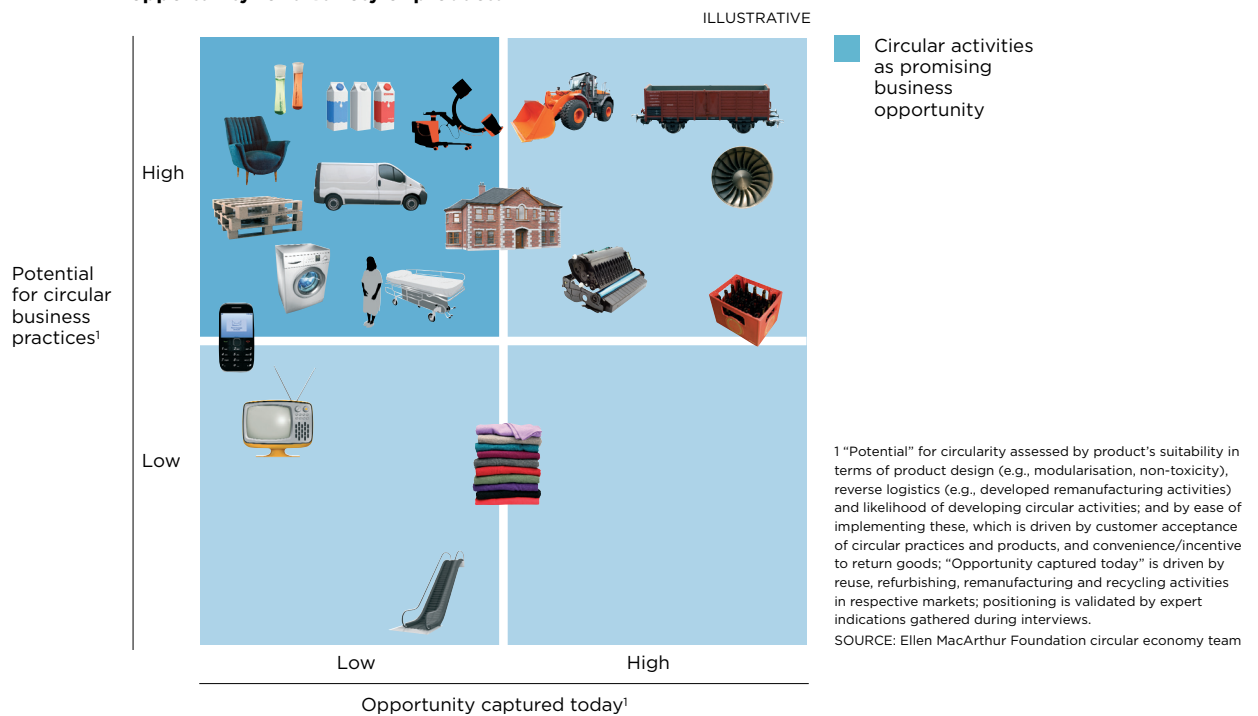 ILLUSTRATIVE
Circular activities
as promising
business
opportunity
High
Potential
for circular
business
practices¹
Low
1 “Potential” for circularity assessed by product’s suitability in
terms of product design (e.g., modularisation, non-toxicity),
reverse logistics (e.g., developed remanufacturing activities)
and likelihood of developing circular activities; and by ease of
implementing these, which is driven by customer acceptance
of circular practices and products, and convenience/incentive
to return goods; “Opportunity captured today” is driven by
reuse, refurbishing, remanufacturing and recycling activities
in respective markets; positioning is validated by expert
indications gathered during interviews.
SOURCE: Ellen MacArthur Foundation circular economy team
Low
High
Opportunity captured today¹